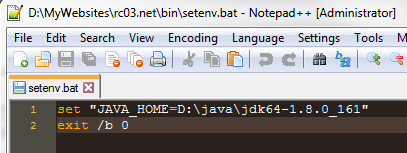 D:\MyWebsites\rc03.net\bin\setenv.bat - Notepad++ [Administrator]
File Edit Search View Encoding Language Settings Tools
setenv.bat
1 set "JAVA_HOME=D:\java\jdk64-1.8.0_161"
2 exit /b 0